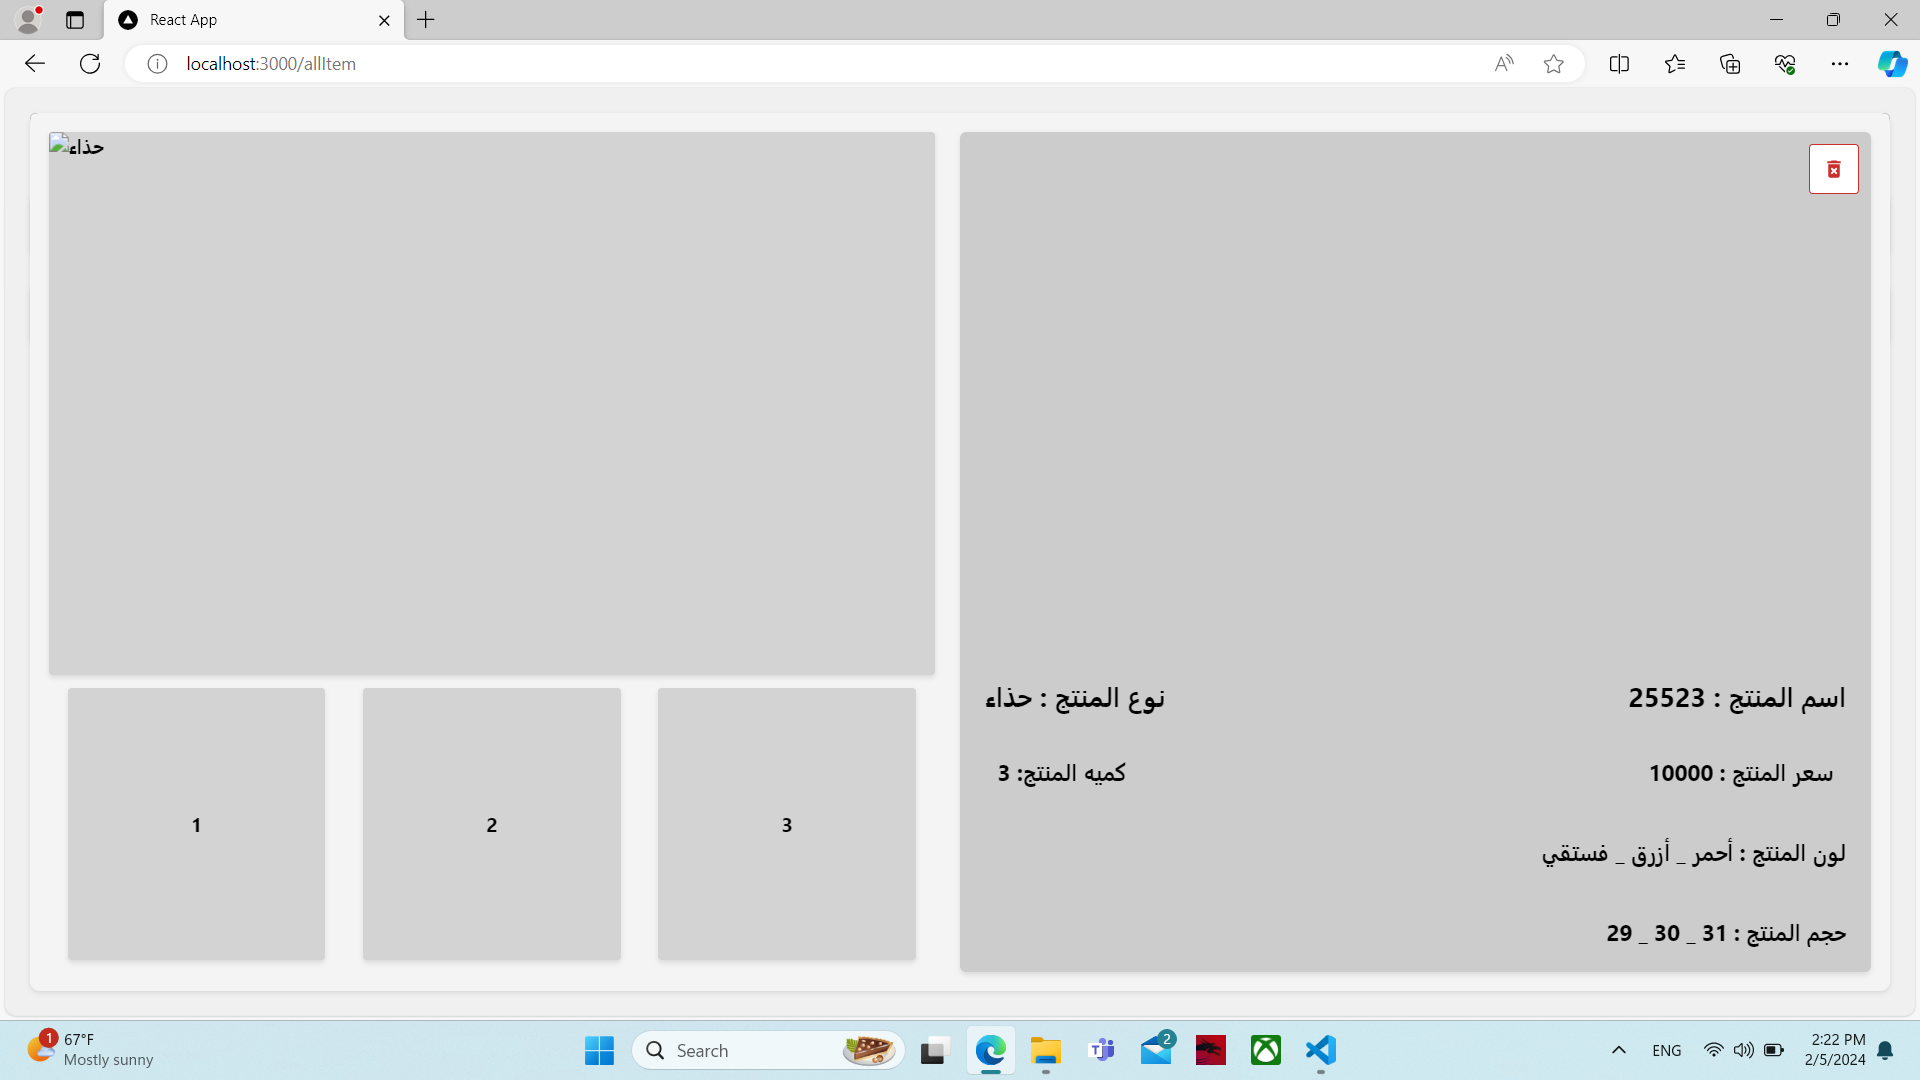 React App
localhost:3000/allItem
حذاء
اسم المنتج : 25523
نوع المنتج : حذاء
سعر المنتج : 10000
كميه المنتج: 3
لون المنتج : أحمر _ أزرق _ فستقي
حجم المنتج : 31 _ 30 _ 29
1
2
3
1
67°F
Mostly sunny
Search
2
ENG
2:22 PM
2/5/2024